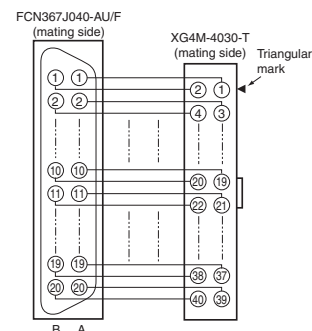 FCN367J040-AU/F
(mating side)
XG4M-4030-T
(mating side)
Triangular
mark
1 1
2 1
2 2
4 3
10 10
20 19
11 11
22 21
19 19
38 37
20 20
40 39
B A